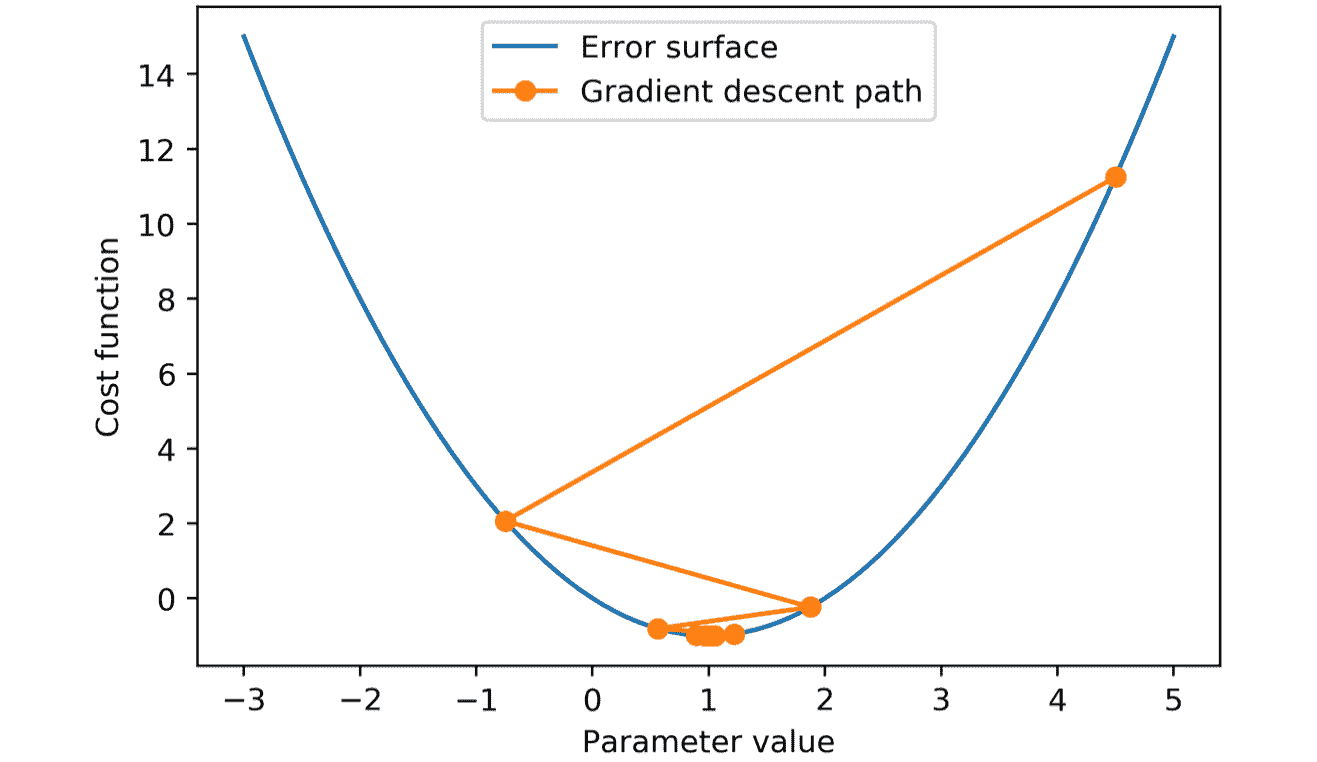 Error surface
Gradient descent path
14
12
10
8
6
4
2
0
Cost function
−3 −2 −1 0 1 2 3 4 5
Parameter value